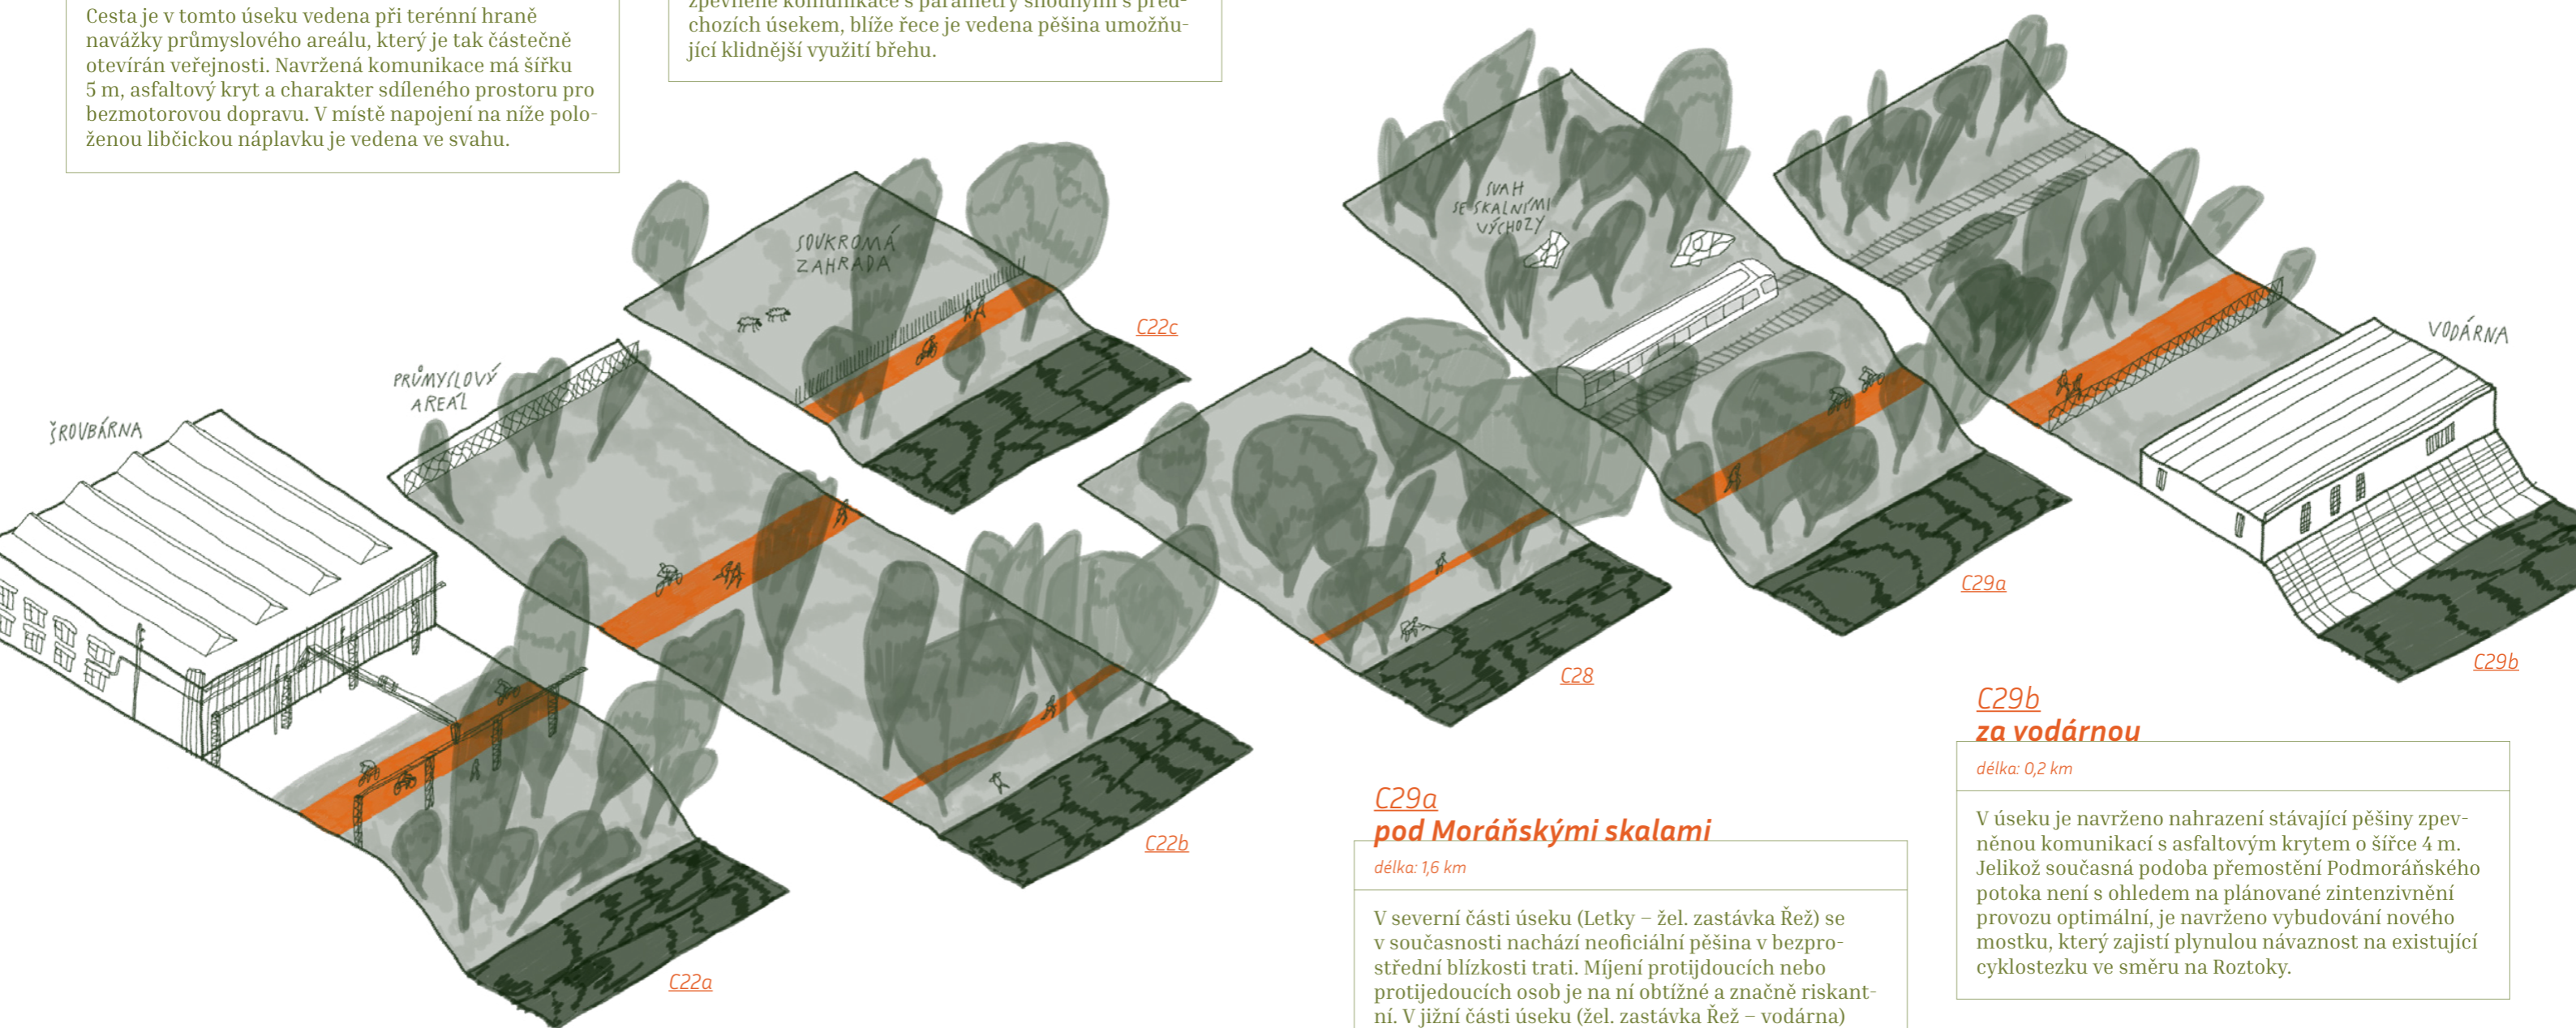 Cesta je v tomto úseku vedena při terénní hraně
navážky průmyslového areálu, který je tak částečně
otevírán veřejnosti. Navržená komunikace má šířku
5 m, asfaltový kryt a charakter sdíleného prostoru pro
bezmotorovou dopravu. V místě napojení na níže polo-
ženou libčickou náplavku je vedena ve svahu.
zpevněné komunikace s parametry shodnými s před-
chozích úsekem, blíže řece je vedena pěšina umožňu-
jící klidnější využití břehu.
SVAH
SE SKALNÍMI
VÝCHOZY
SOUKROMÁ
ZAHRADA
C22c
VODÁRNA
PRŮMYSLOVÝ
AREÁL
ŠROUBÁRNA
C29a
C29b
C28
C22b
C22a
C29a
pod Moráňskými skalami
délka: 1,6 km
V severní části úseku (Letky – žel. zastávka Řež) se
v současnosti nachází neoficiální pěšina v bezpro-
střední blízkosti trati. Míjení protijdoucích nebo
protijedoucích osob je na ní obtížné a značně riskant-
ní. V jižní části úseku (žel. zastávka Řež – vodárna)
C29b
za vodárnou
délka: 0,2 km
V úseku je navrženo nahrazení stávající pěšiny zpev-
něnou komunikací s asfaltovým krytem o šířce 4 m.
Jelikož současná podoba přemostění Podmoráňského
potoka není s ohledem na plánované zintenzivnění
provozu optimální, je navrženo vybudování nového
mostku, který zajistí plynulou návaznost na existující
cyklostezku ve směru na Roztoky.